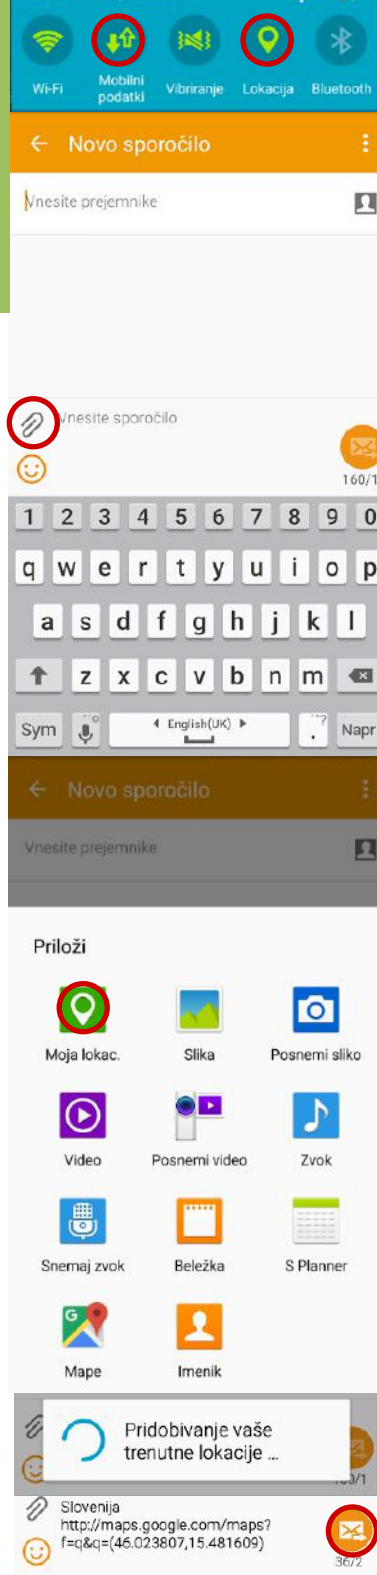 Wi-Fi Mobilni podatki Vibriranje Lokacija Bluetooth
Novo sporočilo
Vnesite prejemnike
Vnesite sporočilo
160/1
1 2 3 4 5 6 7 8 9 0
q w e r t y u i o p
a s d f g h j k l
z x c v b n m
Sym English(UK) . ? Napr
Novo sporočilo
Vnesite prejemnike
Priloži
Moja lokac. Slika Posnemi sliko
Video Posnemi video Zvok
Snemaj zvok Beležka S Planner
G
Mape Imenik
Pridobivanje vaše
trenutne lokacije ...
Slovenija
http://maps.google.com/maps?
f=q&q=(46.023807,15.481609)
36/2